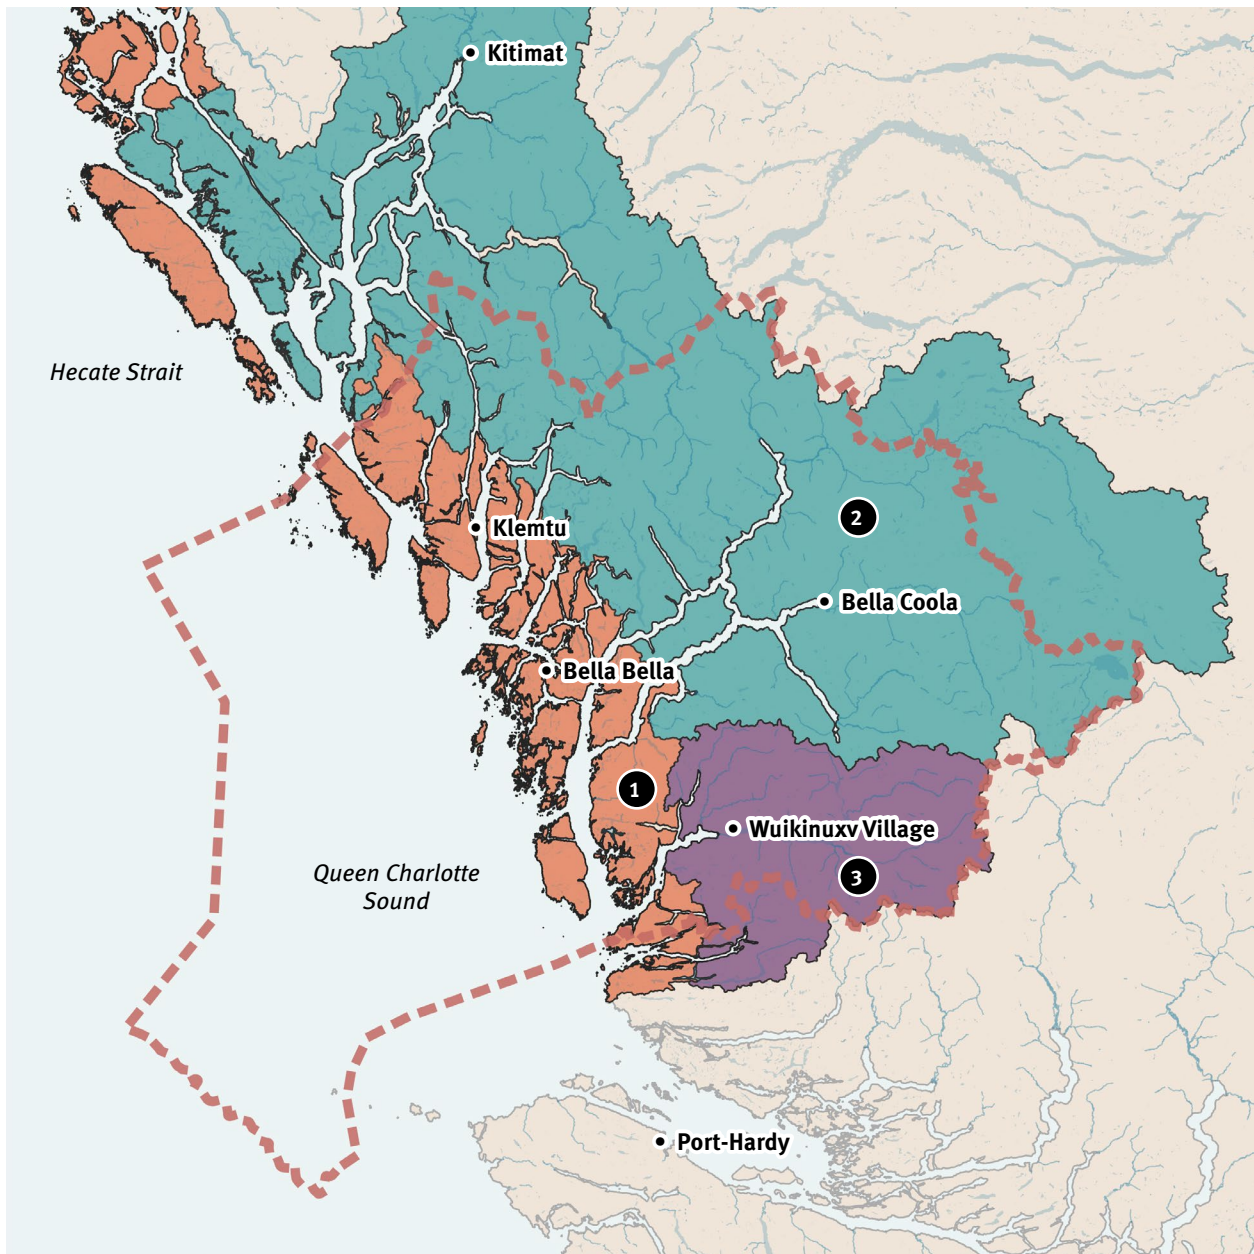 Kitimat
Hecate Strait
2
Klemtu
Bella Coola
Bella Bella
1
Wuikinuxv Village
Queen Charlotte
Sound
3
Port-Hardy